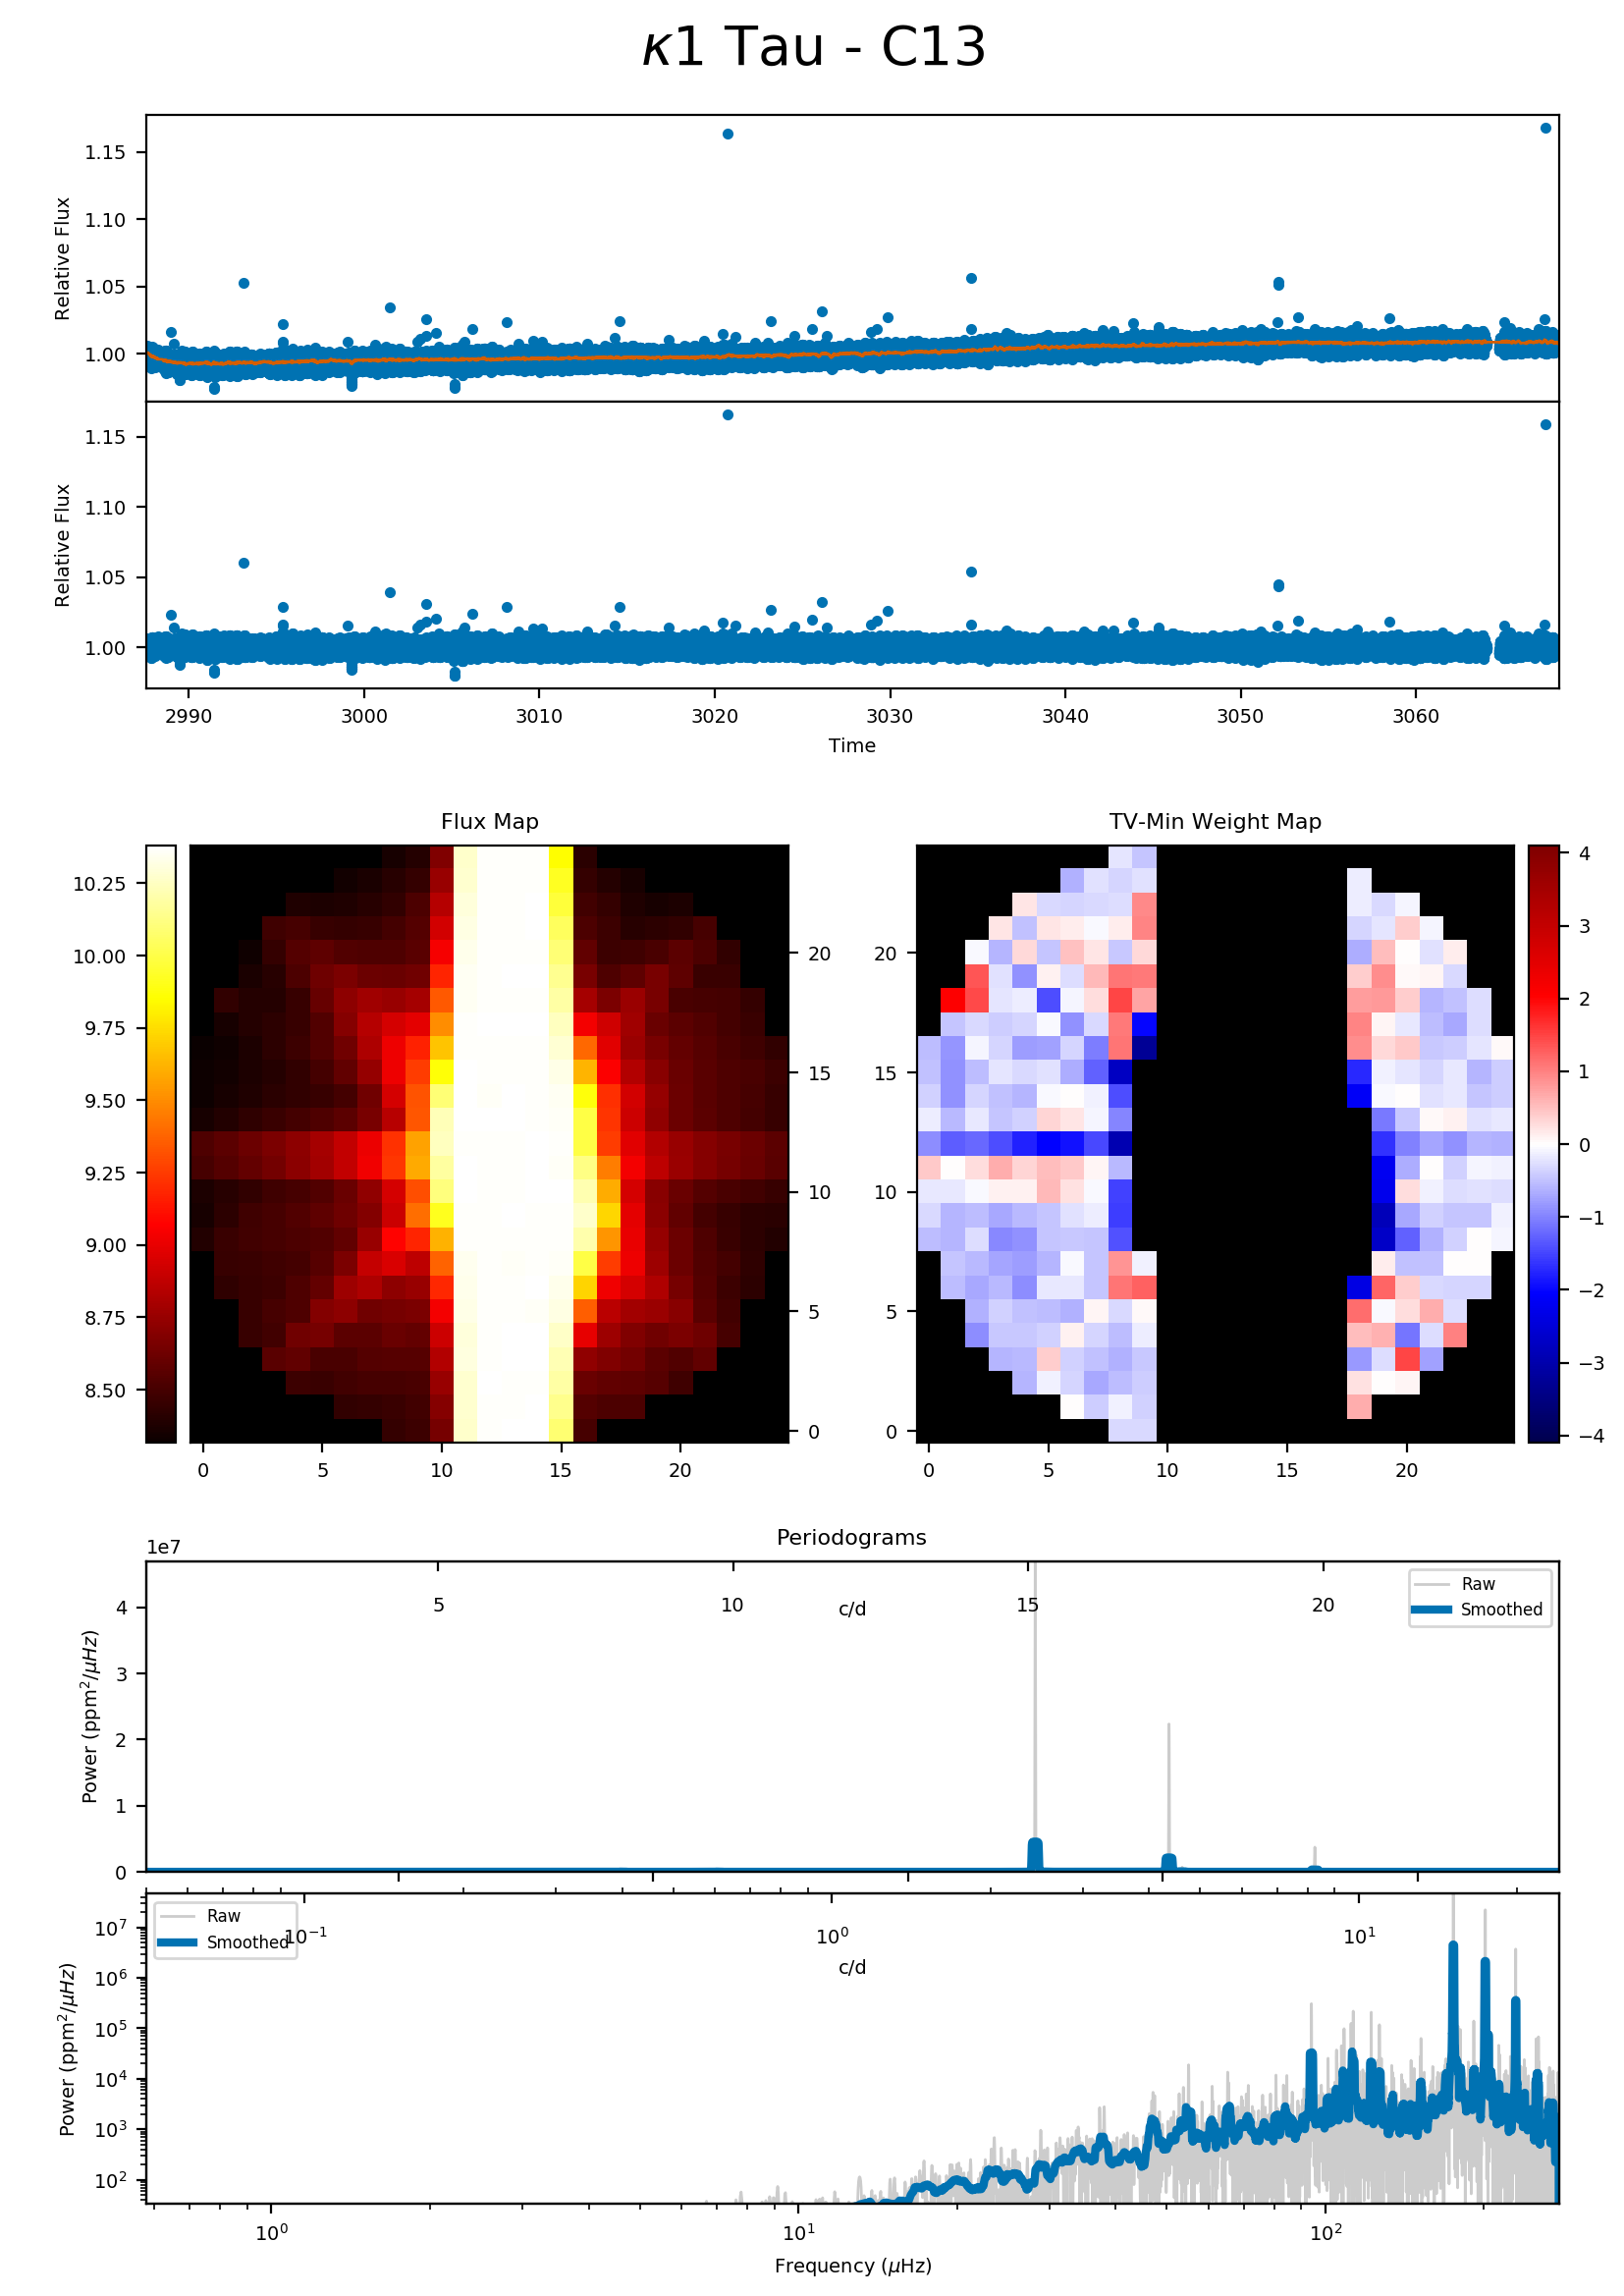 κ1 Tau - C13
Relative Flux
1.15
1.10
1.05
1.00
Relative Flux
1.15
1.10
1.05
1.00
2990 3000 3010 3020 3030 3040 3050 3060
Time
Flux Map
10.25
10.00
9.75
9.50
9.25
9.00
8.75
8.50
20
15
10
5
0
0 5 10 15 20
TV-Min Weight Map
20
15
10
5
0
0 5 10 15 20
4
3
2
1
0
−1
−2
−3
−4
Periodograms
1e7
Power (ppm²/μHz)
4
3
2
1
0
5 10 15 20
c/d
Raw
Smoothed
Power (ppm²/μHz)
10⁷
10⁶
10⁵
10⁴
10³
10²
Raw
Smoothed
10⁻¹ 10⁰ 10¹
c/d
10⁰ 10¹ 10²
Frequency (μHz)